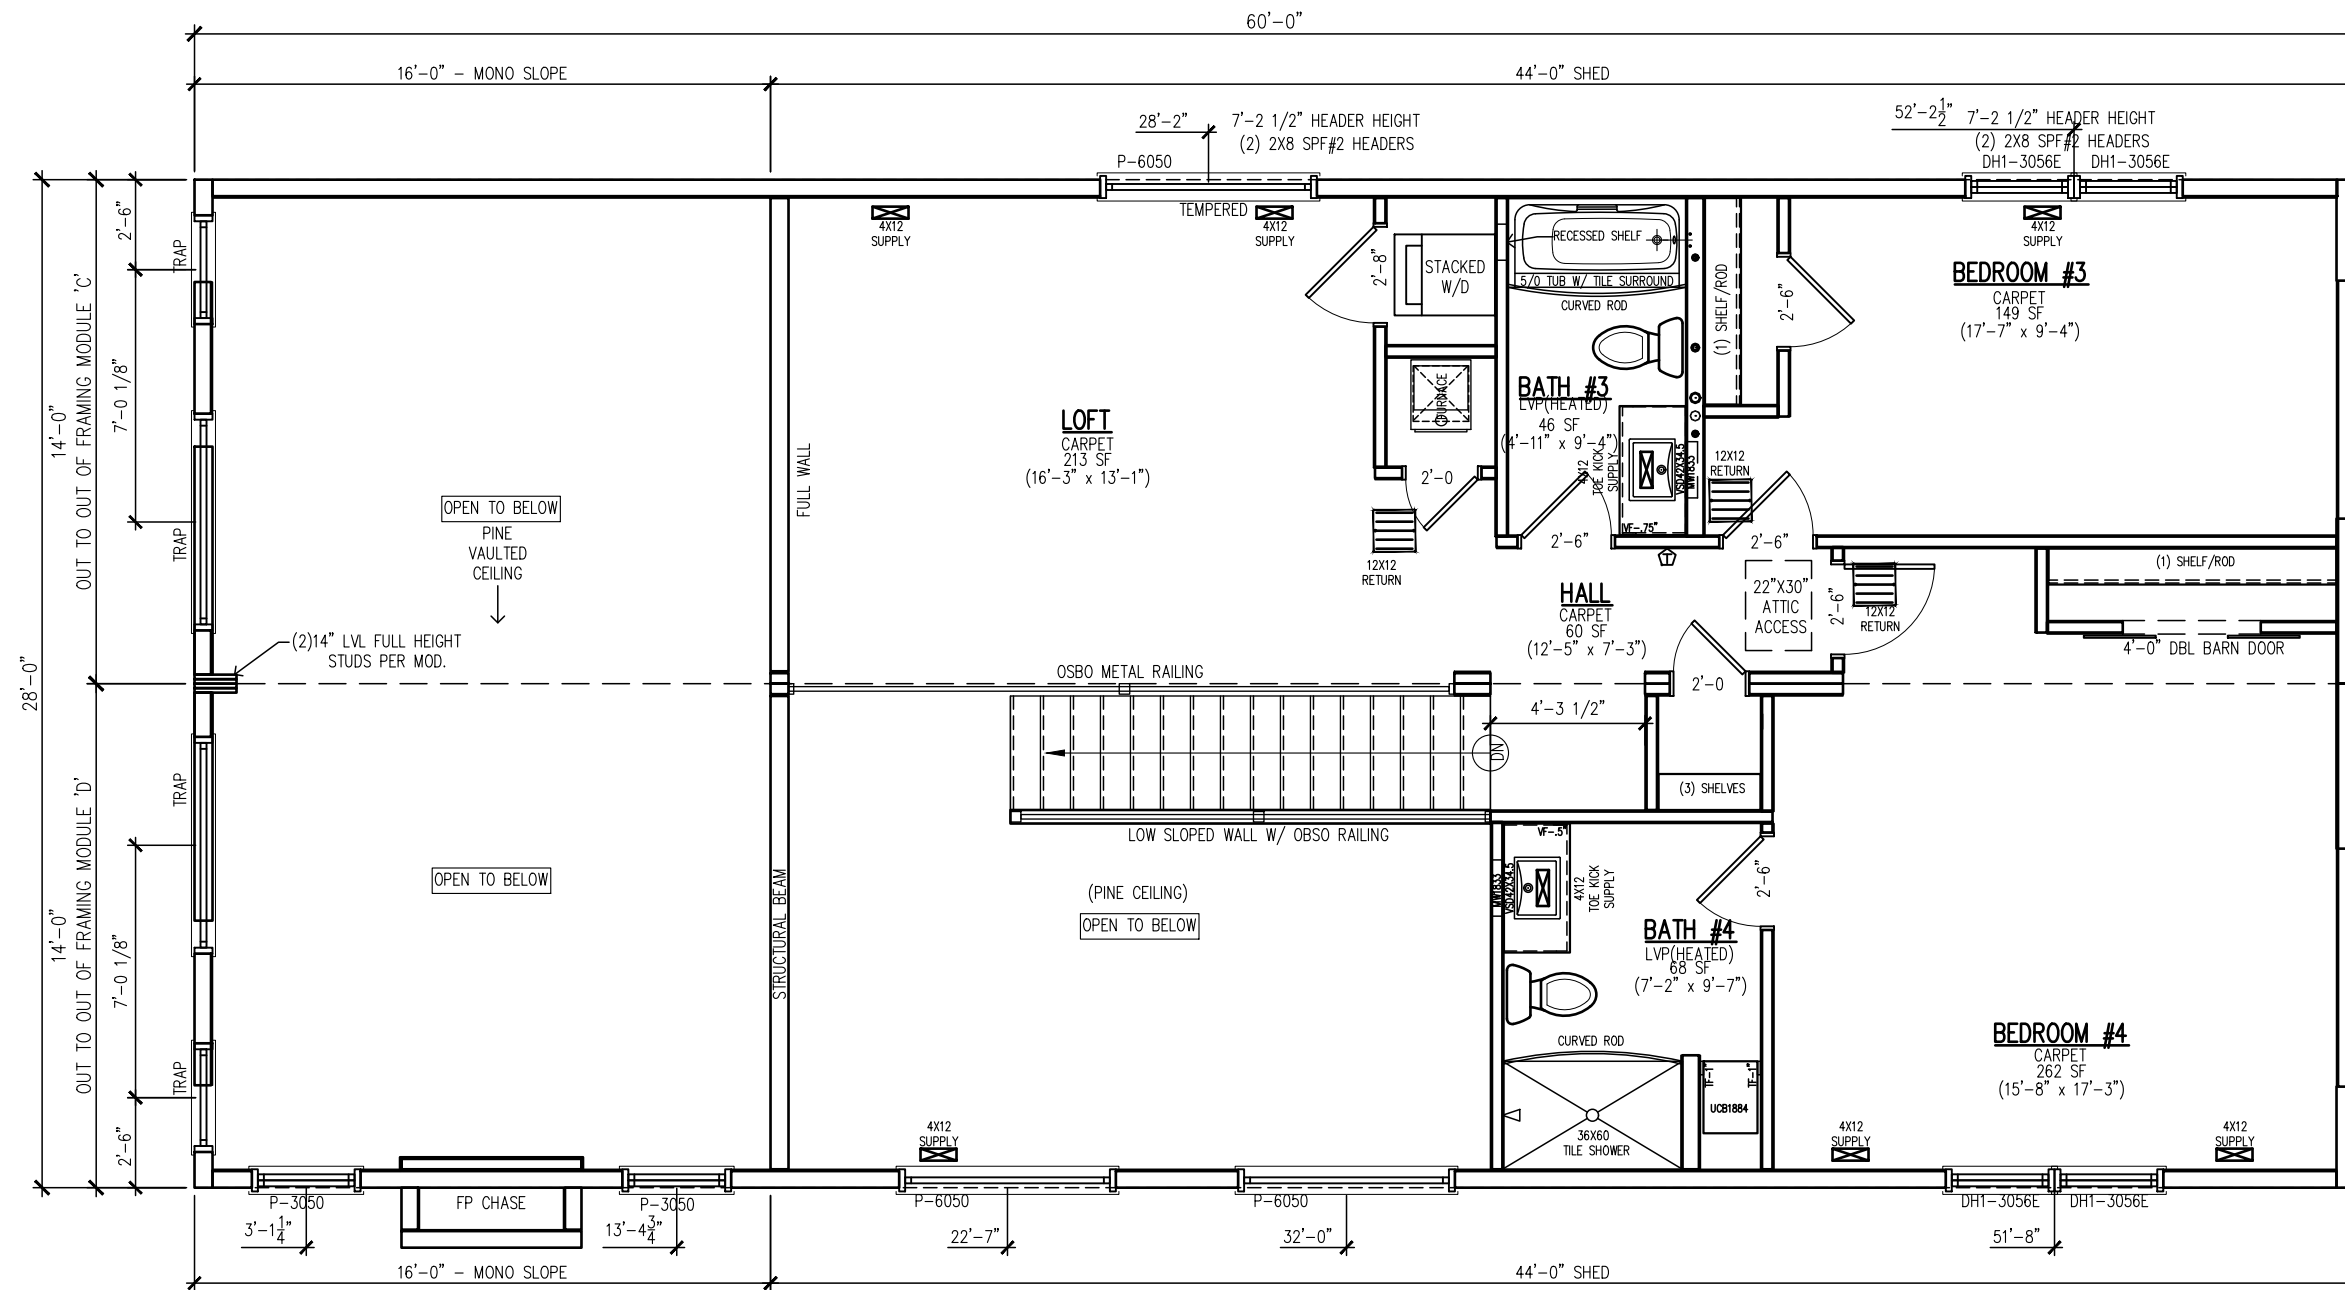 60'-0"
16'-0" - MONO SLOPE
44'-0" SHED
28'-2"
7'-2 1/2" HEADER HEIGHT
(2) 2X8 SPF#2 HEADERS
P-6050
TEMPERED
52'-2 1/2"
7'-2 1/2" HEADER HEIGHT
(2) 2X8 SPF#2 HEADERS
DH1-3056E
DH1-3056E
28'-0"
14'-0"
OUT TO OUT OF FRAMING MODULE 'C'
2'-6"
7'-0 1/8"
TRAP
TRAP
14'-0"
OUT TO OUT OF FRAMING MODULE 'D'
7'-0 1/8"
2'-6"
TRAP
TRAP
OPEN TO BELOW
PINE
VAULTED
CEILING
(2)14" LVL FULL HEIGHT
STUDS PER MOD.
OPEN TO BELOW
FULL WALL
STRUCTURAL BEAM
4X12
SUPPLY
4X12
SUPPLY
LOFT
CARPET
213 SF
(16'-3" x 13'-1")
2'-8"
STACKED
W/D
FURNACE
2'-0
12X12
RETURN
RECESSED SHELF
5/0 TUB W/ TILE SURROUND
CURVED ROD
BATH #3
LVP(HEATED)
46 SF
(4'-11" x 9'-4")
4X12
TOE KICK
SUPPLY
VSD42X34.5
MW1833
VF-.75"
2'-6"
(1) SHELF/ROD
2'-6"
4X12
SUPPLY
BEDROOM #3
CARPET
149 SF
(17'-7" x 9'-4")
12X12
RETURN
2'-6"
T
HALL
CARPET
60 SF
(12'-5" x 7'-3")
22"X30"
ATTIC
ACCESS
2'-6"
12X12
RETURN
(1) SHELF/ROD
4'-0" DBL BARN DOOR
OSBO METAL RAILING
2'-0
4'-3 1/2"
DN
(3) SHELVES
LOW SLOPED WALL W/ OBSO RAILING
(PINE CEILING)
OPEN TO BELOW
VF-.5"
MW1833
VSD42X34.5
4X12
TOE KICK
SUPPLY
2'-6"
BATH #4
LVP(HEATED)
68 SF
(7'-2" x 9'-7")
CURVED ROD
36X60
TILE SHOWER
TF-1"
TF-1"
UCB1884
BEDROOM #4
CARPET
262 SF
(15'-8" x 17'-3")
4X12
SUPPLY
4X12
SUPPLY
4X12
SUPPLY
P-3050
3'-1 1/4"
FP CHASE
P-3050
13'-4 3/4"
P-6050
22'-7"
P-6050
32'-0"
DH1-3056E
DH1-3056E
51'-8"
16'-0" - MONO SLOPE
44'-0" SHED